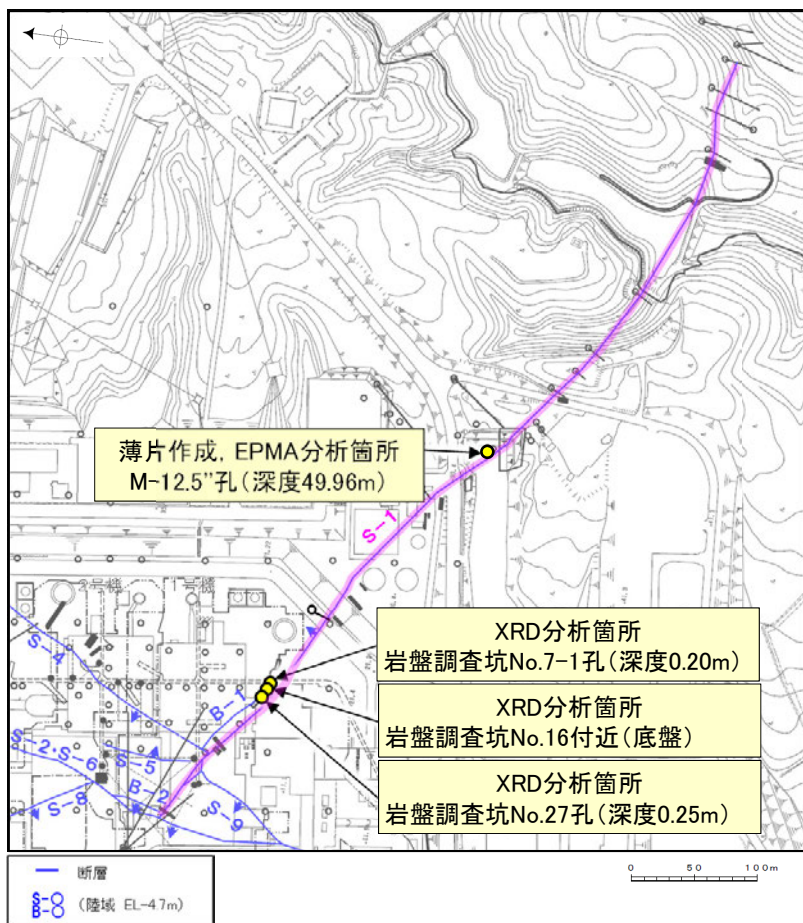 薄片作成, EPMA分析箇所
M-12.5”孔(深度49.96m)
S-1
XRD分析箇所
岩盤調査坑No.7-1孔(深度0.20m)
XRD分析箇所
岩盤調査坑No.16付近(底盤)
XRD分析箇所
岩盤調査坑No.27孔(深度0.25m)
2号機
1号機
S-4
B-1
S-2・S-6
S-5
B-2
S-8
S-9
断層
S-○
B-○
(陸域 EL-4.7m)
0 50 100m